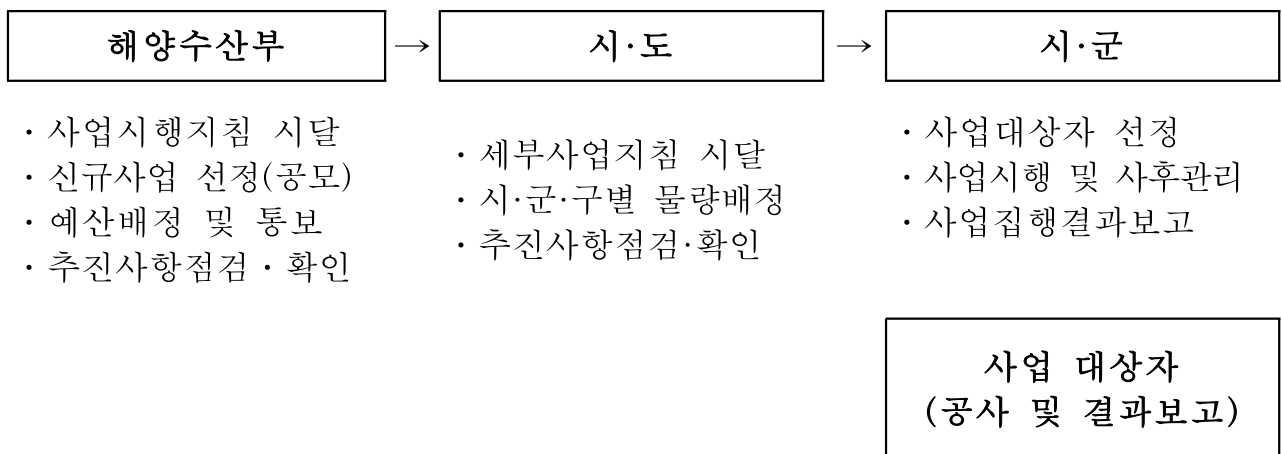 해양수산부 → 시·도 → 시·군
· 사업시행지침 시달
· 신규사업 선정(공모)
· 예산배정 및 통보
· 추진사항점검 · 확인
· 세부사업지침 시달
· 시·군·구별 물량배정
· 추진사항점검·확인
· 사업대상자 선정
· 사업시행 및 사후관리
· 사업집행결과보고
사업 대상자
(공사 및 결과보고)